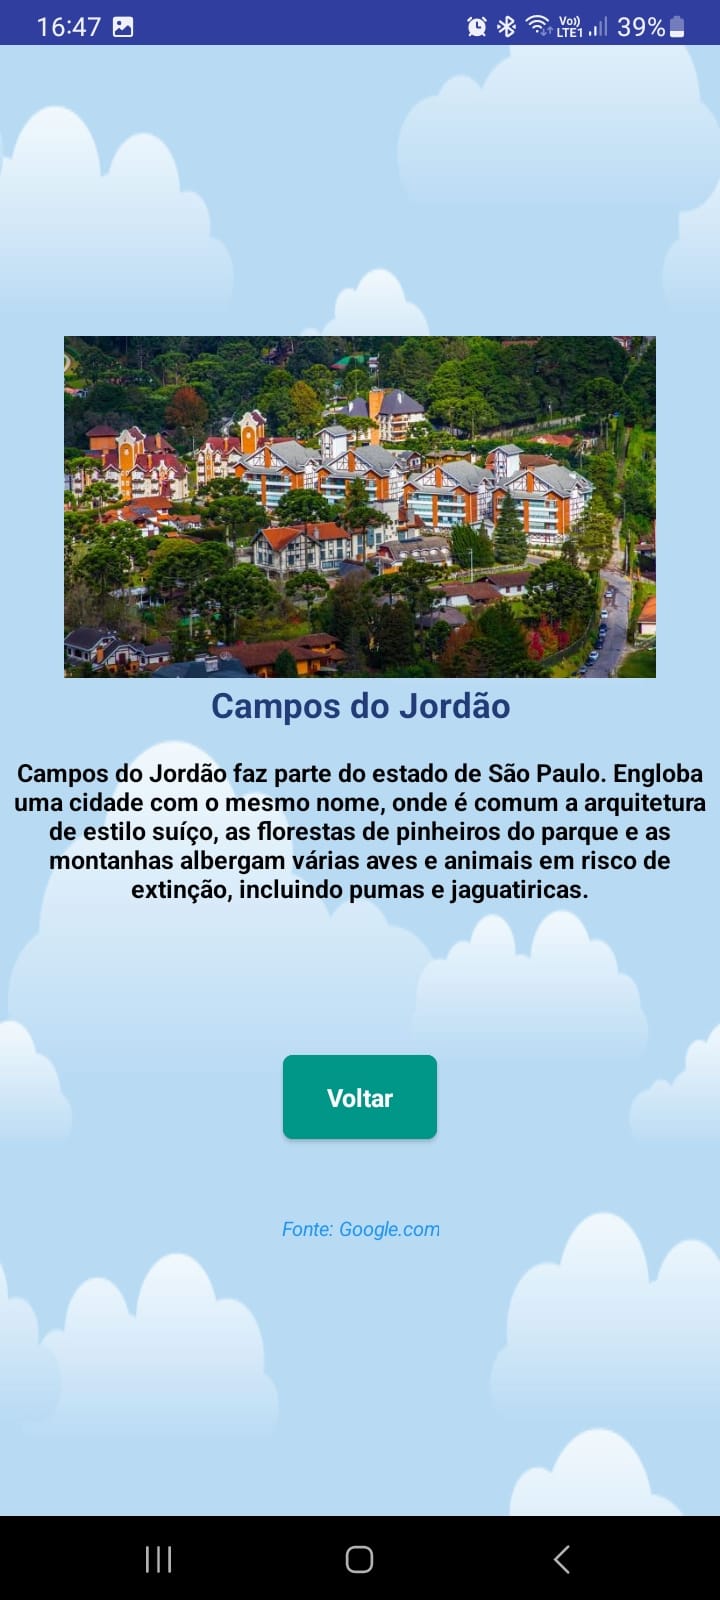 16:47
Vo))
LTE1
39%
Campos do Jordão
Campos do Jordão faz parte do estado de São Paulo. Engloba
uma cidade com o mesmo nome, onde é comum a arquitetura
de estilo suíço, as florestas de pinheiros do parque e as
montanhas albergam várias aves e animais em risco de
extinção, incluindo pumas e jaguatiricas.
Voltar
Fonte: Google.com